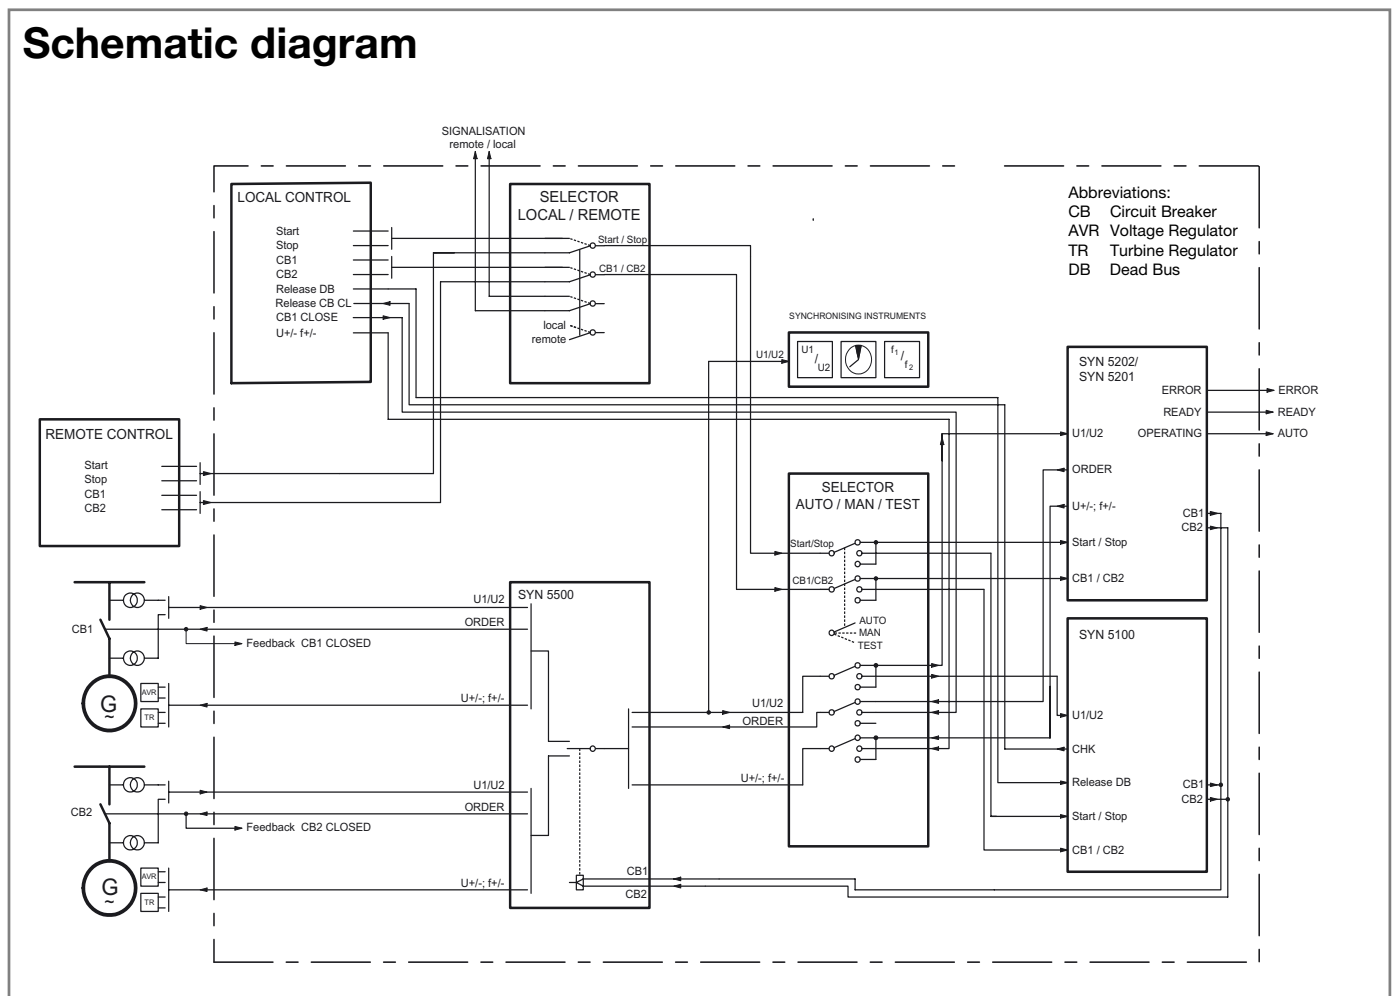 Schematic diagram
SIGNALISATION
remote / local
LOCAL CONTROL
Start
Stop
CB1
CB2
Release DB
Release CB CL
CB1 CLOSE
U+/- f+/-
SELECTOR
LOCAL / REMOTE
Start / Stop
CB1 / CB2
local
remote
Abbreviations:
CB Circuit Breaker
AVR Voltage Regulator
TR Turbine Regulator
DB Dead Bus
SYNCHRONISING INSTRUMENTS
U1/U2
U1
/
U2
f1
/
f2
SYN 5202/
SYN 5201
ERROR
READY
OPERATING
ERROR
READY
AUTO
U1/U2
ORDER
U+/-; f+/-
Start / Stop
CB1 / CB2
CB1
CB2
REMOTE CONTROL
Start
Stop
CB1
CB2
SELECTOR
AUTO / MAN / TEST
Start/Stop
CB1/CB2
AUTO
MAN
TEST
U1/U2
ORDER
U+/-; f+/-
SYN 5100
U1/U2
CHK
Release DB
Start / Stop
CB1 / CB2
CB1
CB2
SYN 5500
U1/U2
ORDER
U+/-; f+/-
U1/U2
ORDER
U+/-; f+/-
CB1
CB2
CB1
Feedback CB1 CLOSED
G
~
AVR
TR
CB2
Feedback CB2 CLOSED
G
~
AVR
TR